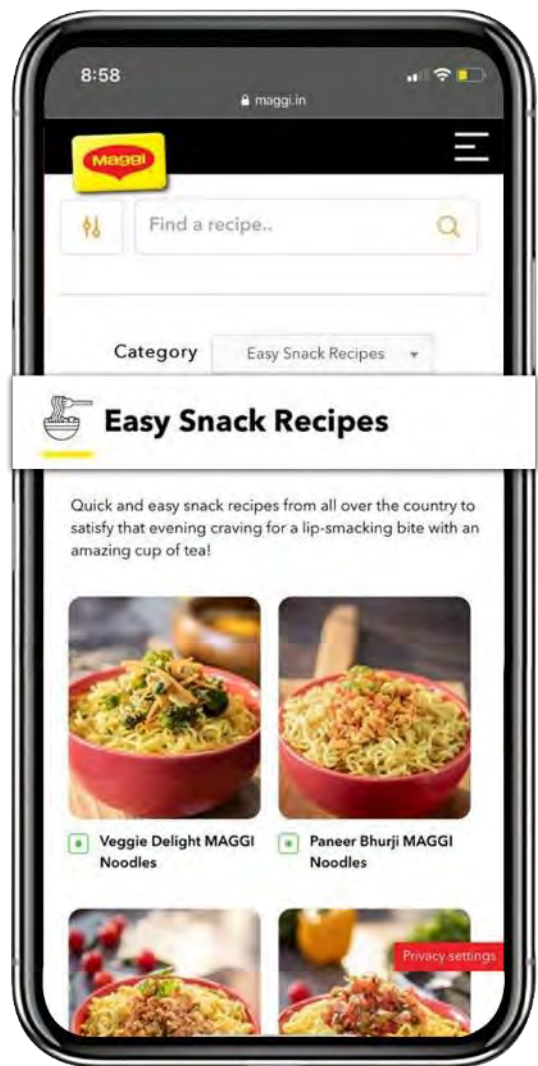 8:58
maggi.in
Maggi
Find a recipe..
Category
Easy Snack Recipes
Easy Snack Recipes
Quick and easy snack recipes from all over the country to
satisfy that evening craving for a lip-smacking bite with an
amazing cup of tea!
Veggie Delight MAGGI
Noodles
Paneer Bhurji MAGGI
Noodles
Privacy settings